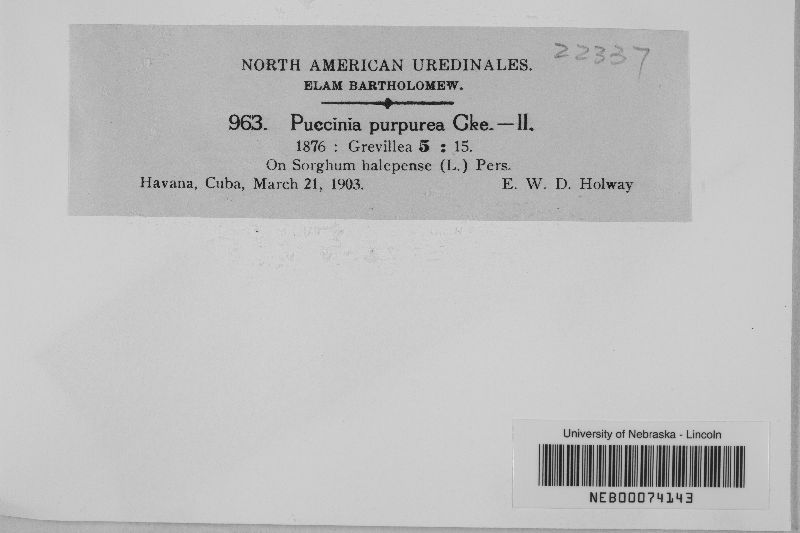 22337
NORTH AMERICAN UREDINALES.
ELAM BARTHOLOMEW.
963. Puccinia purpurea Cke.—II.
1876 : Grevillea 5 : 15.
On Sorghum halepense (L.) Pers.
Havana, Cuba, March 21, 1903. E. W. D. Holway
University of Nebraska - Lincoln
NEB00074143